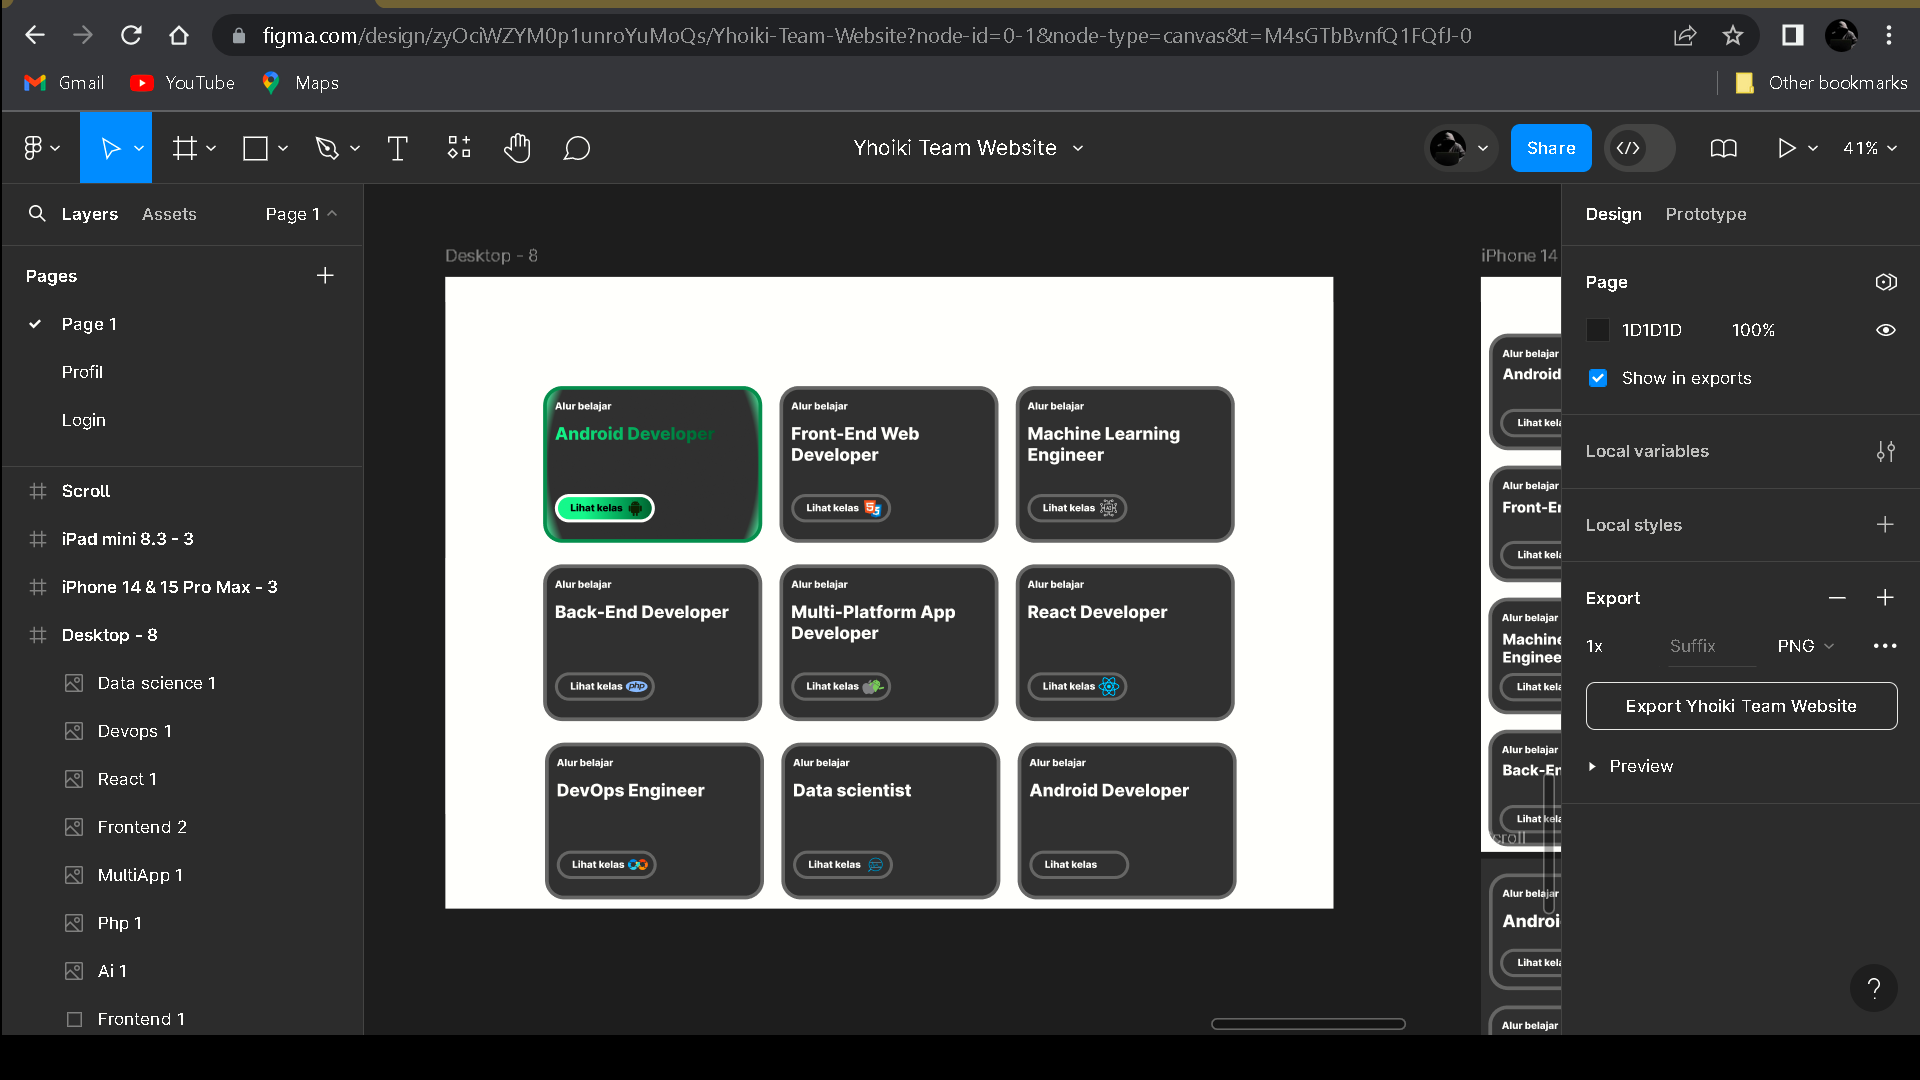 figma.com/design/zyOciWZYM0p1unroYuMoQs/Yhoiki-Team-Website?node-id=0-1&node-type=canvas&t=M4sGTbBvnfQ1FQfJ-0
Gmail YouTube Maps Other bookmarks
Yhoiki Team Website Share 41%
Layers Assets Page 1
Pages
Page 1
Profil
Login
Scroll
iPad mini 8.3 - 3
iPhone 14 & 15 Pro Max - 3
Desktop - 8
Data science 1
Devops 1
React 1
Frontend 2
MultiApp 1
Php 1
Ai 1
Frontend 1
Desktop - 8
Alur belajar
Android Developer
Lihat kelas
Alur belajar
Front-End Web
Developer
Lihat kelas
Alur belajar
Machine Learning
Engineer
Lihat kelas
Alur belajar
Back-End Developer
Lihat kelas php
Alur belajar
Multi-Platform App
Developer
Lihat kelas
Alur belajar
React Developer
Lihat kelas
Alur belajar
DevOps Engineer
Lihat kelas
Alur belajar
Data scientist
Lihat kelas
Alur belajar
Android Developer
Lihat kelas
iPhone 14
Alur belajar
Android
Lihat kela
Alur belajar
Front-En
Lihat kela
Alur belajar
Machine
Enginee
Lihat kela
Alur belajar
Back-En
Lihat kela
croll
Alur belajar
Androi
Lihat kela
Alur belajar
Design Prototype
Page
1D1D1D 100%
Show in exports
Local variables
Local styles
Export
1x Suffix PNG
Export Yhoiki Team Website
Preview
?